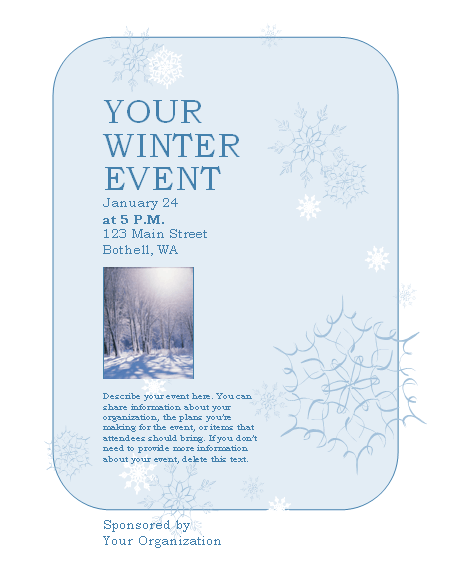 YOUR
WINTER
EVENT
January 24
at 5 P.M.
123 Main Street
Bothell, WA
Describe your event here. You can
share information about your
organization, the plans you're
making for the event, or items that
attendees should bring. If you don't
need to provide more information
about your event, delete this text.
Sponsored by
Your Organization